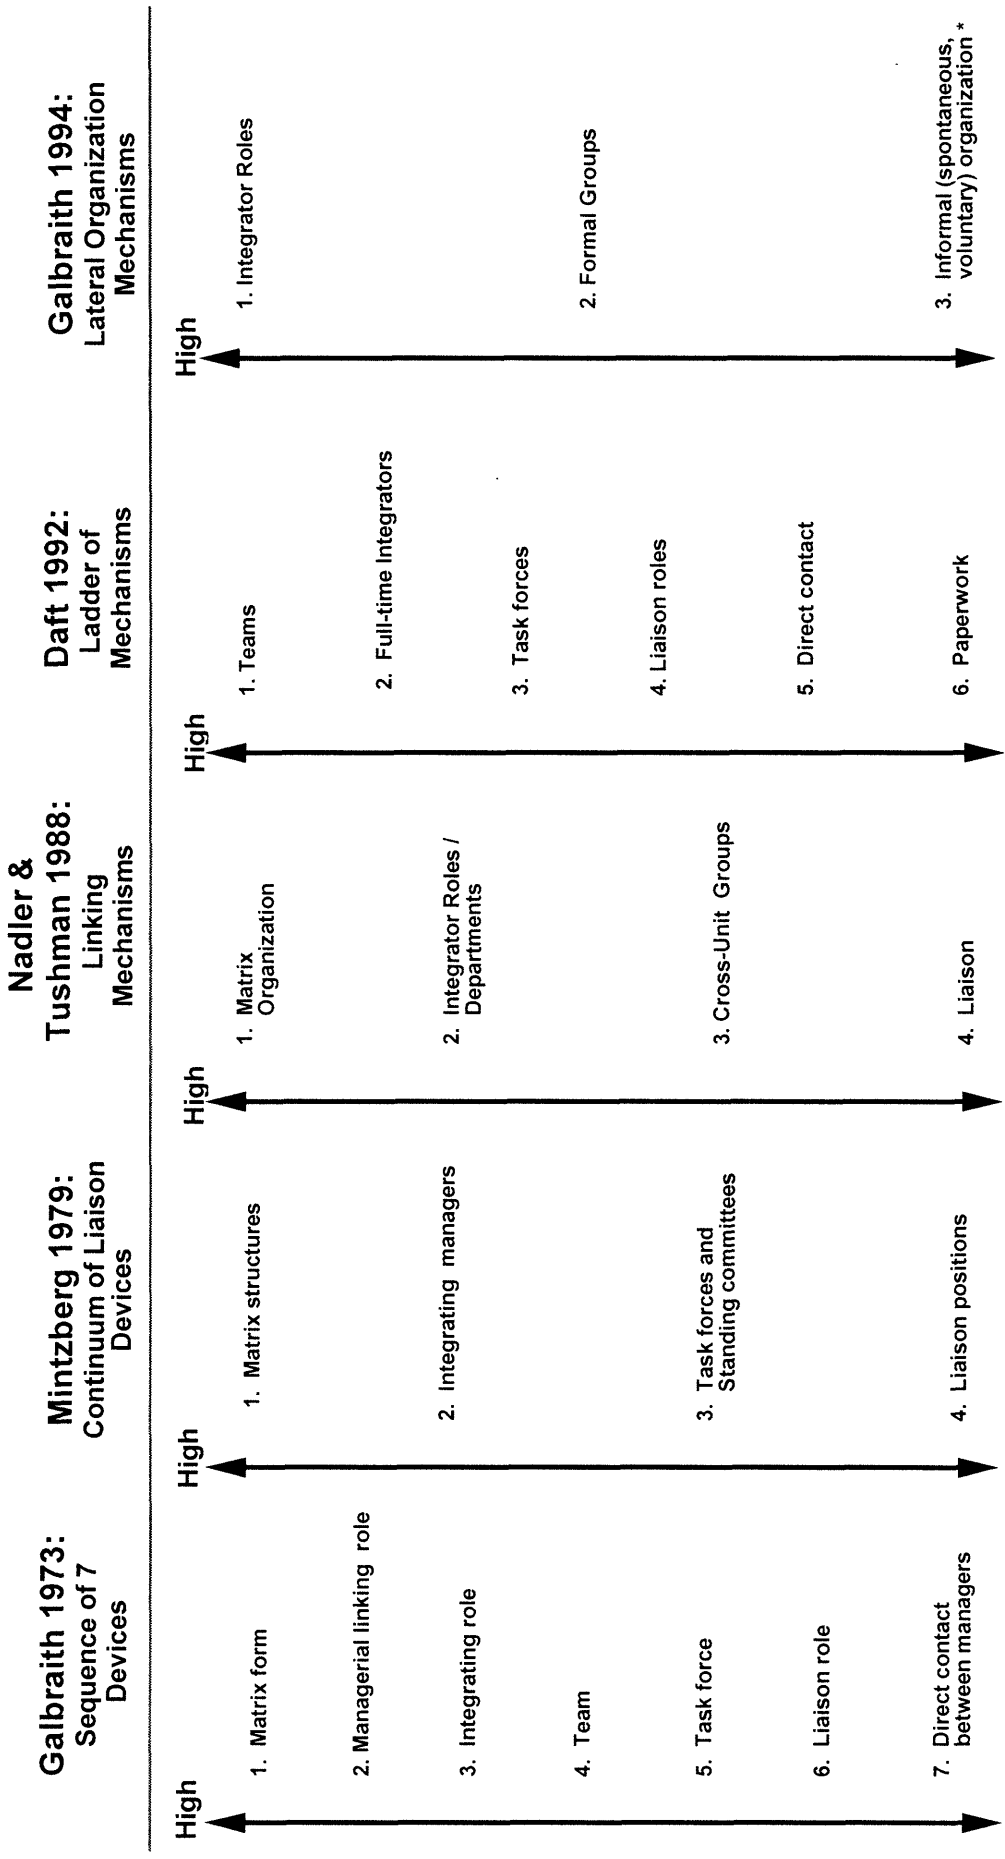 Galbraith 1973:
Sequence of 7
Devices
High
1. Matrix form
2. Managerial linking role
3. Integrating role
4. Team
5. Task force
6. Liaison role
7. Direct contact
between managers
Mintzberg 1979:
Continuum of Liaison
Devices
High
1. Matrix structures
2. Integrating managers
3. Task forces and
Standing committees
4. Liaison positions
Nadler &
Tushman 1988:
Linking
Mechanisms
High
1. Matrix
Organization
2. Integrator Roles /
Departments
3. Cross-Unit Groups
4. Liaison
Daft 1992:
Ladder of
Mechanisms
High
1. Teams
2. Full-time Integrators
3. Task forces
4. Liaison roles
5. Direct contact
6. Paperwork
Galbraith 1994:
Lateral Organization
Mechanisms
High
1. Integrator Roles
2. Formal Groups
3. Informal (spontaneous,
voluntary) organization *